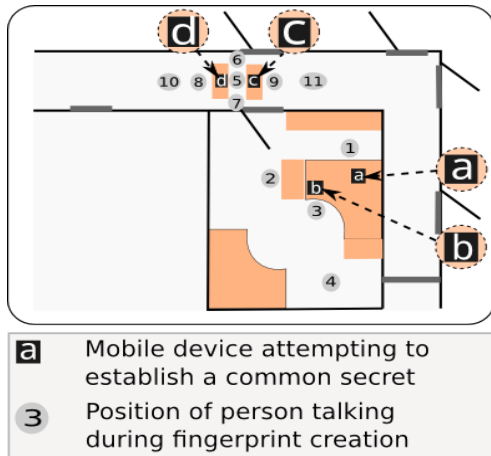 d c
6
10 8 d 5 c 9 11
7
1
2 a a
b
3
b
4
a Mobile device attempting to
establish a common secret
3 Position of person talking
during fingerprint creation